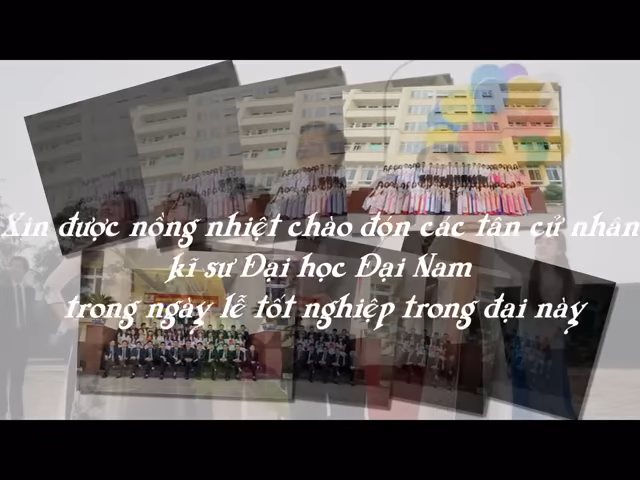 Xin được nồng nhiệt chào đón các tân cử nhân
kĩ sư Đại học Đại Nam
trong ngày lễ tốt nghiệp trong đại này